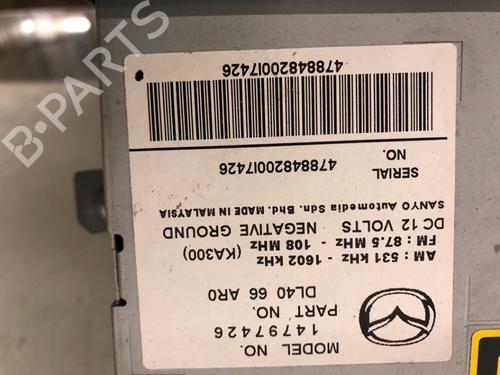 MODEL NO.
14797426
PART NO.
DL40 66 AR0
AM : 531 kHz - 1602 kHz
FM : 87.5 MHz - 108 MHz (KA300)
DC 12 VOLTS NEGATIVE GROUND
SANYO Automedia Sdn. Bhd. MADE IN MALAYSIA
SERIAL NO. 47884820017426
47884820017426
B-PARTS